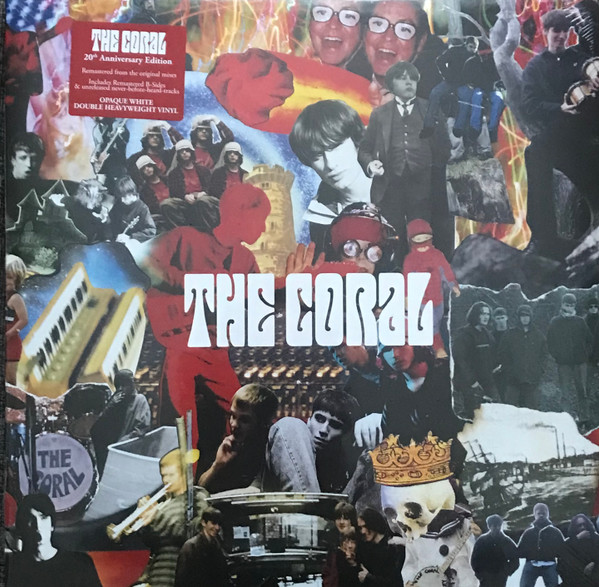 THE CORAL
20th Anniversary Edition
Remastered from the original mixes
Includes Remastered B-Sides
& unreleased never-before-heard-tracks
OPAQUE WHITE
DOUBLE HEAVYWEIGHT VINYL
THE CORAL
THE
CORAL